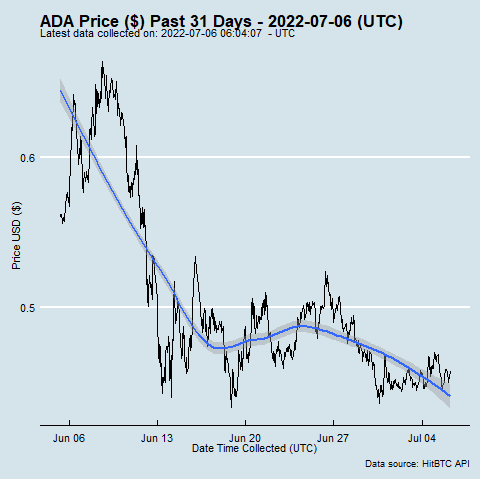 ADA Price ($) Past 31 Days - 2022-07-06 (UTC)
Latest data collected on: 2022-07-06 06:04:07  - UTC
Price USD ($)
0.6
0.5
Jun 06 Jun 13 Jun 20 Jun 27 Jul 04
Date Time Collected (UTC)
Data source: HitBTC API